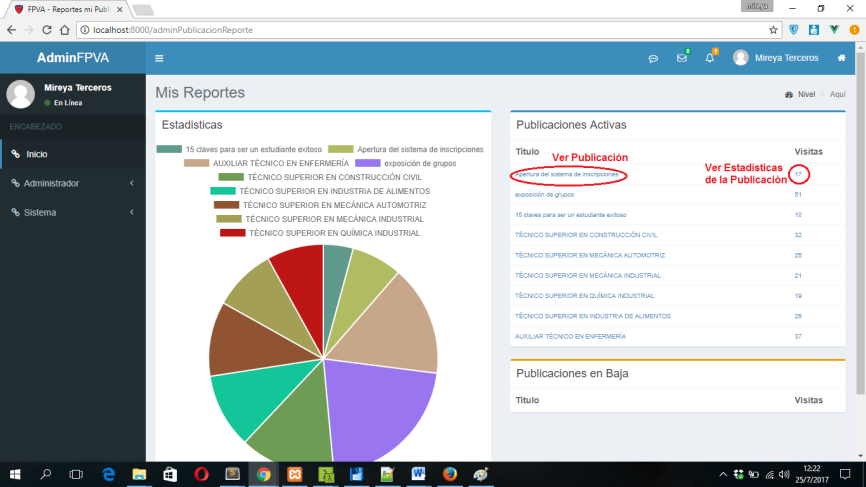 mireya
FPVA - Reportes mi Publi
localhost:8000/adminPublicacionReporte
AdminFPVA
Mireya Terceros
En Línea
ENCABEZADO
Inicio
Administrador
Sistema
0
1
Mireya Terceros
Mis Reportes
Nivel > Aquí
Estadisticas
15 claves para ser un estudiante exitoso Apertura del sistema de inscripciones
AUXILIAR TÉCNICO EN ENFERMERÍA exposición de grupos
TÉCNICO SUPERIOR EN CONSTRUCCIÓN CIVIL
TÉCNICO SUPERIOR EN INDUSTRIA DE ALIMENTOS
TÉCNICO SUPERIOR EN MECÁNICA AUTOMOTRIZ
TÉCNICO SUPERIOR EN MECÁNICA INDUSTRIAL
TÉCNICO SUPERIOR EN QUÍMICA INDUSTRIAL
Publicaciones Activas
Titulo Visitas
Ver Publicación
Ver Estadísticas
de la Publicación
Apertura del sistema de inscripciones 17
exposición de grupos 51
15 claves para ser un estudiante exitoso 10
TÉCNICO SUPERIOR EN CONSTRUCCIÓN CIVIL 32
TÉCNICO SUPERIOR EN MECÁNICA AUTOMOTRIZ 25
TÉCNICO SUPERIOR EN MECÁNICA INDUSTRIAL 21
TÉCNICO SUPERIOR EN QUÍMICA INDUSTRIAL 19
TÉCNICO SUPERIOR EN INDUSTRIA DE ALIMENTOS 25
AUXILIAR TÉCNICO EN ENFERMERÍA 37
Publicaciones en Baja
Titulo Visitas
12:22
25/7/2017